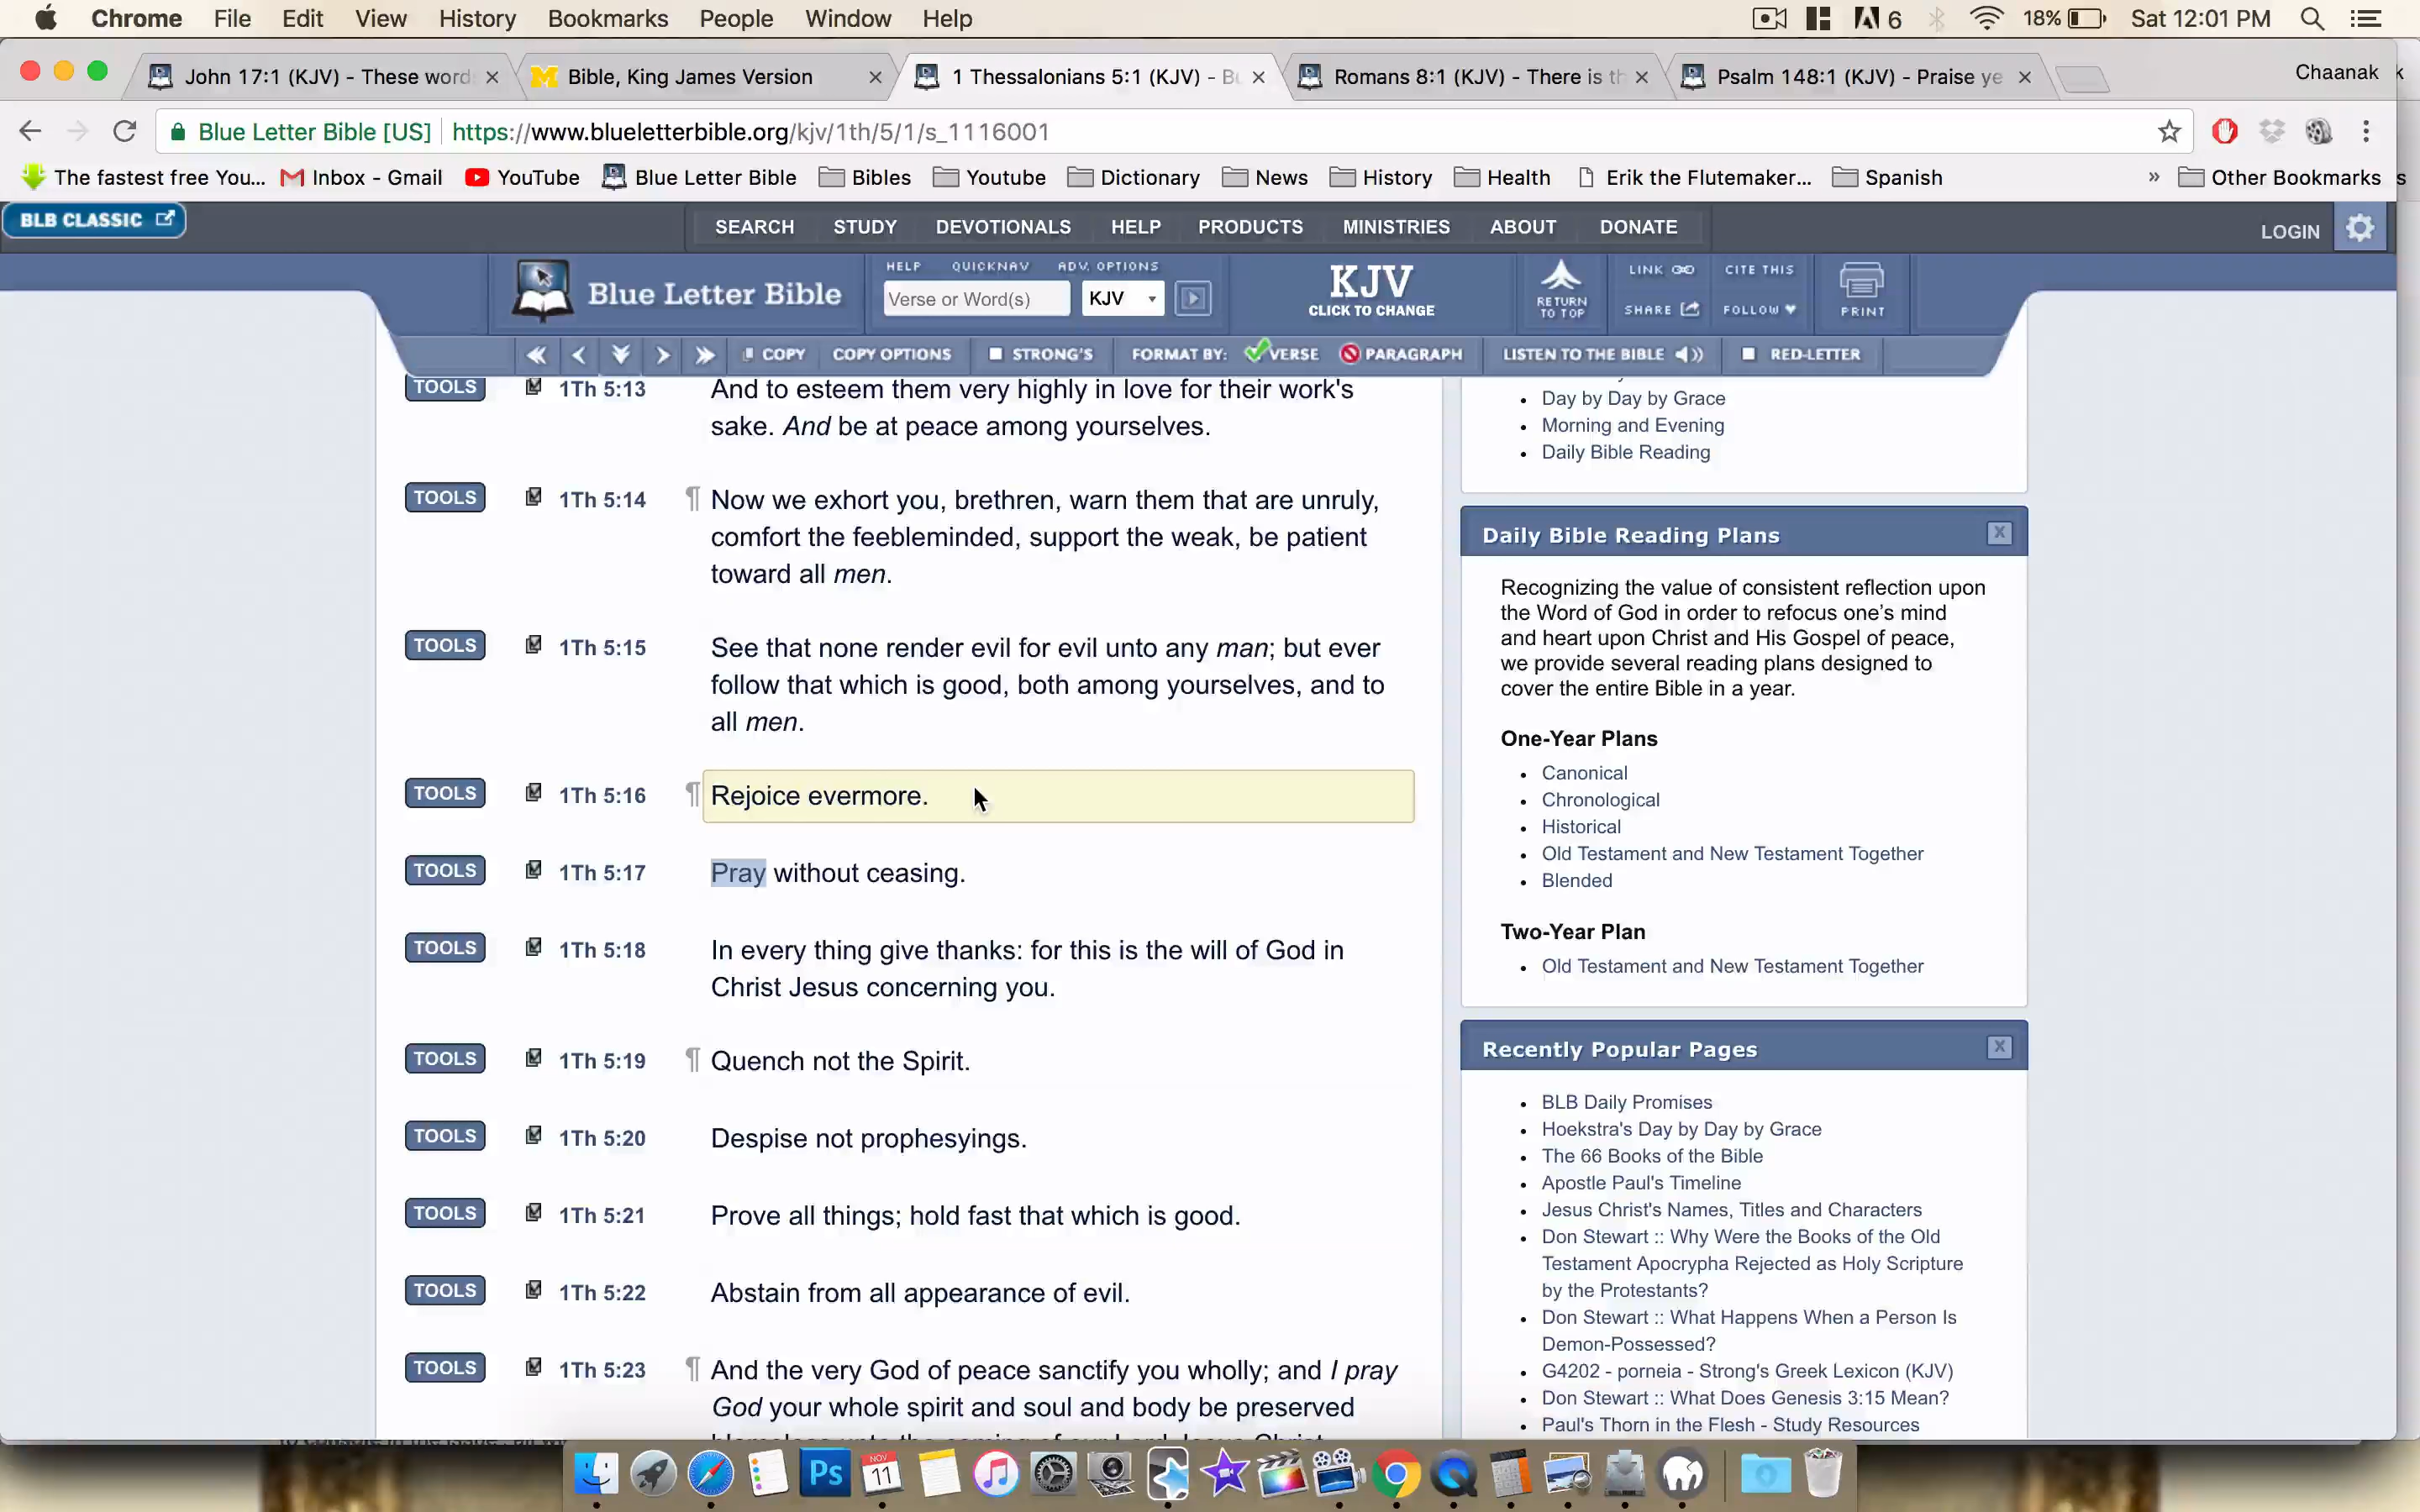 Chrome File Edit View History Bookmarks People Window Help 6 18% Sat 12:01 PM
John 17:1 (KJV) - These word
Bible, King James Version
1 Thessalonians 5:1 (KJV) - Bu
Romans 8:1 (KJV) - There is th
Psalm 148:1 (KJV) - Praise ye
Chaanak
Blue Letter Bible [US] https://www.blueletterbible.org/kjv/1th/5/1/s_1116001
The fastest free You... Inbox - Gmail YouTube Blue Letter Bible Bibles Youtube Dictionary News History Health Erik the Flutemaker... Spanish » Other Bookmarks
BLB CLASSIC SEARCH STUDY DEVOTIONALS HELP PRODUCTS MINISTRIES ABOUT DONATE LOGIN
Blue Letter Bible
HELP QUICKNAV ADV. OPTIONS
Verse or Word(s) KJV
KJV
CLICK TO CHANGE
RETURN
TO TOP
LINK CITE THIS
SHARE FOLLOW
PRINT
COPY COPY OPTIONS STRONG'S FORMAT BY: VERSE PARAGRAPH LISTEN TO THE BIBLE RED-LETTER
TOOLS 1Th 5:13 And to esteem them very highly in love for their work's
sake. And be at peace among yourselves.
TOOLS 1Th 5:14 ¶ Now we exhort you, brethren, warn them that are unruly,
comfort the feebleminded, support the weak, be patient
toward all men.
TOOLS 1Th 5:15 See that none render evil for evil unto any man; but ever
follow that which is good, both among yourselves, and to
all men.
TOOLS 1Th 5:16 ¶ Rejoice evermore.
TOOLS 1Th 5:17 Pray without ceasing.
TOOLS 1Th 5:18 In every thing give thanks: for this is the will of God in
Christ Jesus concerning you.
TOOLS 1Th 5:19 ¶ Quench not the Spirit.
TOOLS 1Th 5:20 Despise not prophesyings.
TOOLS 1Th 5:21 Prove all things; hold fast that which is good.
TOOLS 1Th 5:22 Abstain from all appearance of evil.
TOOLS 1Th 5:23 ¶ And the very God of peace sanctify you wholly; and I pray
God your whole spirit and soul and body be preserved
Day by Day by Grace
Morning and Evening
Daily Bible Reading
Daily Bible Reading Plans X
Recognizing the value of consistent reflection upon
the Word of God in order to refocus one's mind
and heart upon Christ and His Gospel of peace,
we provide several reading plans designed to
cover the entire Bible in a year.
One-Year Plans
Canonical
Chronological
Historical
Old Testament and New Testament Together
Blended
Two-Year Plan
Old Testament and New Testament Together
Recently Popular Pages X
BLB Daily Promises
Hoekstra's Day by Day by Grace
The 66 Books of the Bible
Apostle Paul's Timeline
Jesus Christ's Names, Titles and Characters
Don Stewart :: Why Were the Books of the Old
Testament Apocrypha Rejected as Holy Scripture
by the Protestants?
Don Stewart :: What Happens When a Person Is
Demon-Possessed?
G4202 - porneia - Strong's Greek Lexicon (KJV)
Don Stewart :: What Does Genesis 3:15 Mean?
Paul's Thorn in the Flesh - Study Resources
Ps
NOV
11